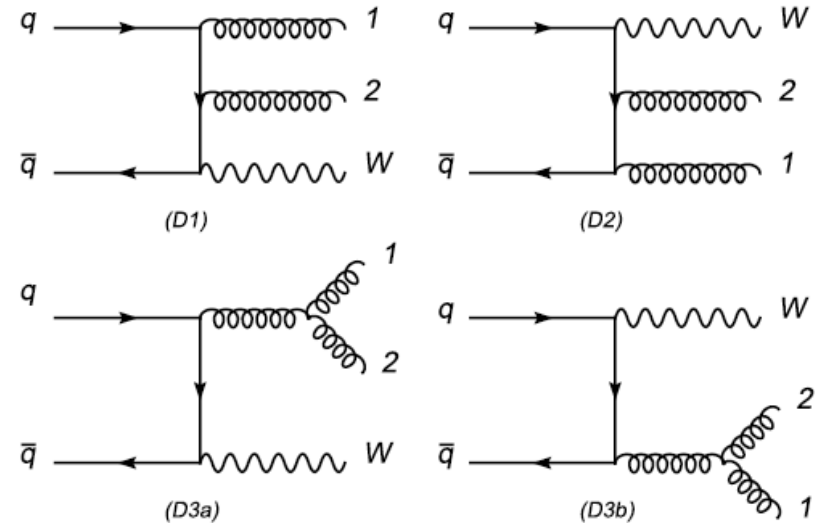 q 1 q W
2 2
q̄ W q̄ 1
(D1) (D2)
1
q q W
2 2
q̄ W q̄ 1
(D3a) (D3b)